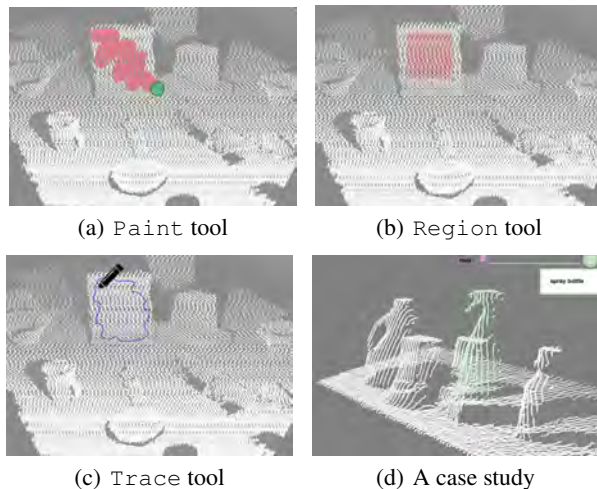 (a) Paint tool
(b) Region tool
spray bottle
(c) Trace tool
(d) A case study